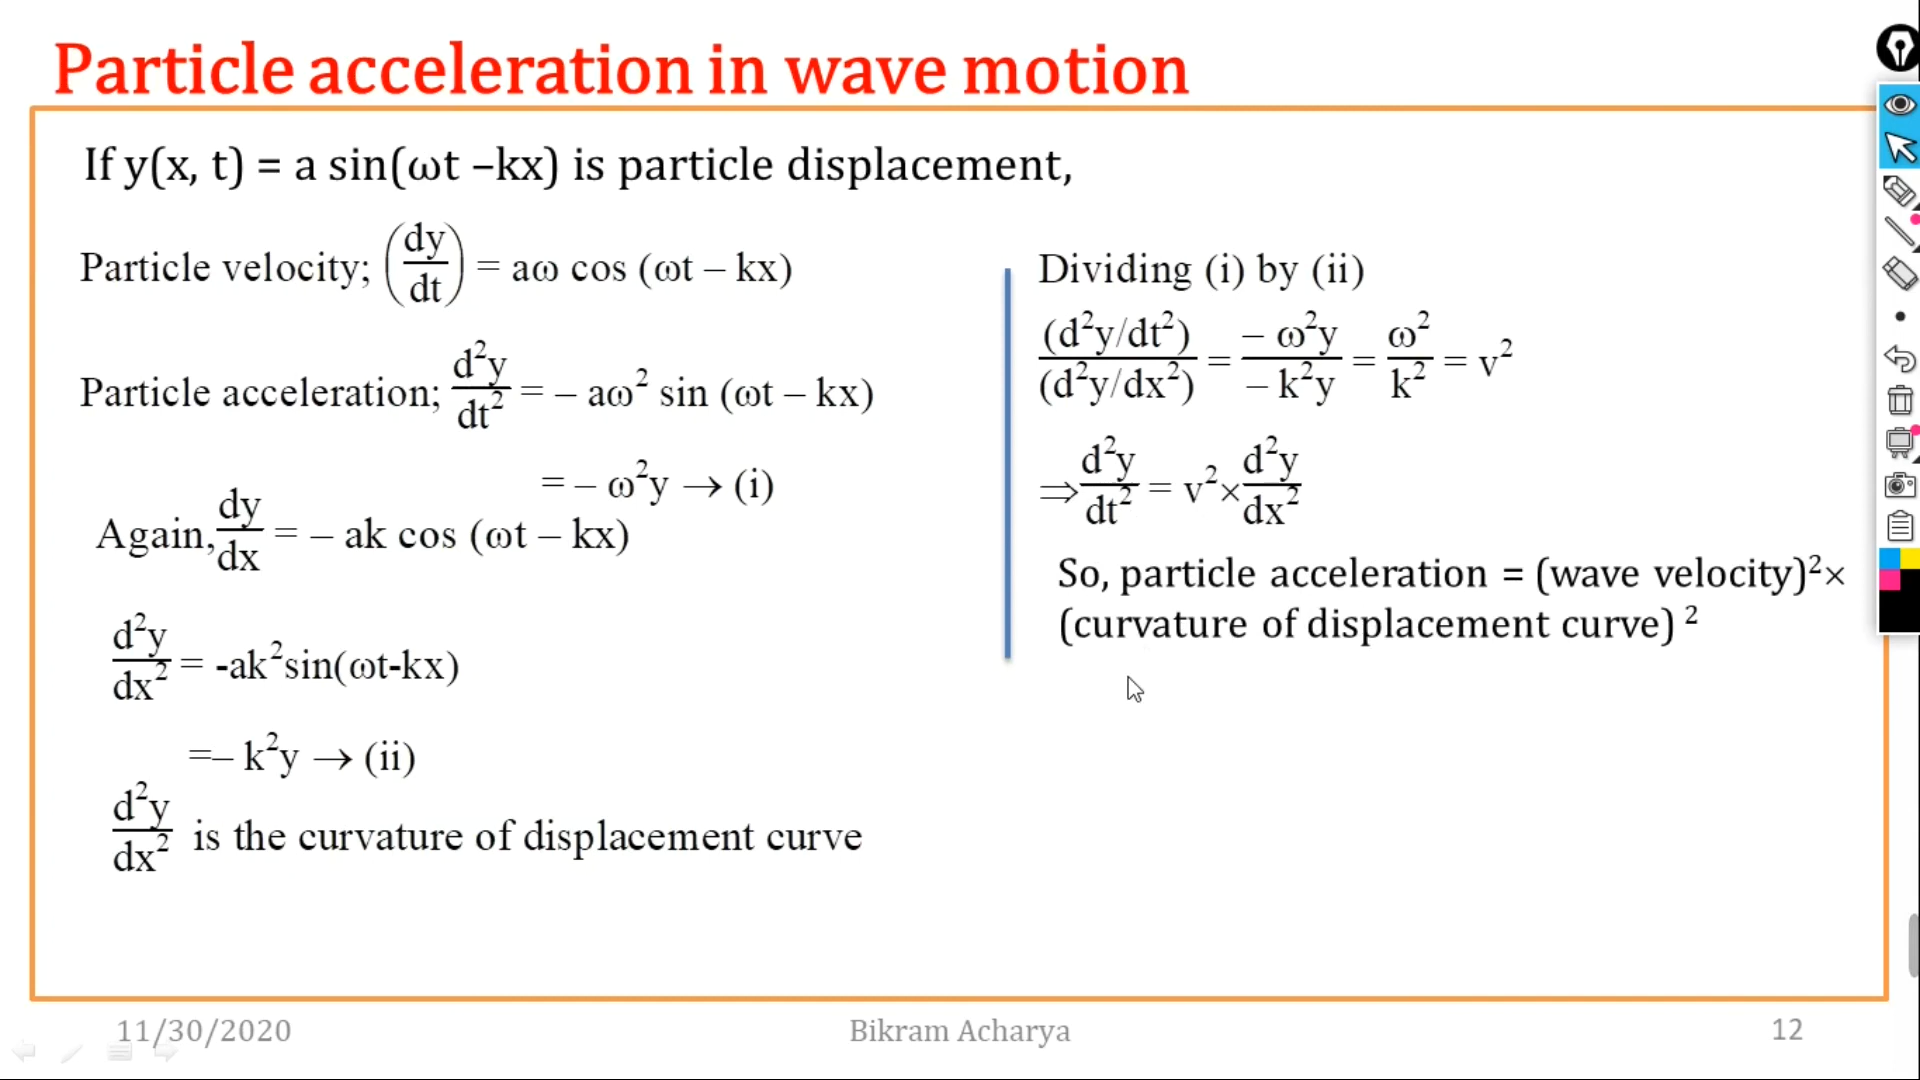 Particle acceleration in wave motion
If y(x, t) = a sin(ωt –kx) is particle displacement,
Particle velocity; (dy/dt) = aω cos (ωt – kx)
Particle acceleration; d²y/dt² = – aω² sin (ωt – kx)
= – ω²y → (i)
Again, dy/dx = – ak cos (ωt – kx)
d²y/dx² = -ak²sin(ωt-kx)
=– k²y → (ii)
d²y/dx² is the curvature of displacement curve
Dividing (i) by (ii)
(d²y/dt²)/(d²y/dx²) = – ω²y/– k²y = ω²/k² = v²
⇒ d²y/dt² = v² × d²y/dx²
So, particle acceleration = (wave velocity)²×
(curvature of displacement curve) ²
11/30/2020
Bikram Acharya
12